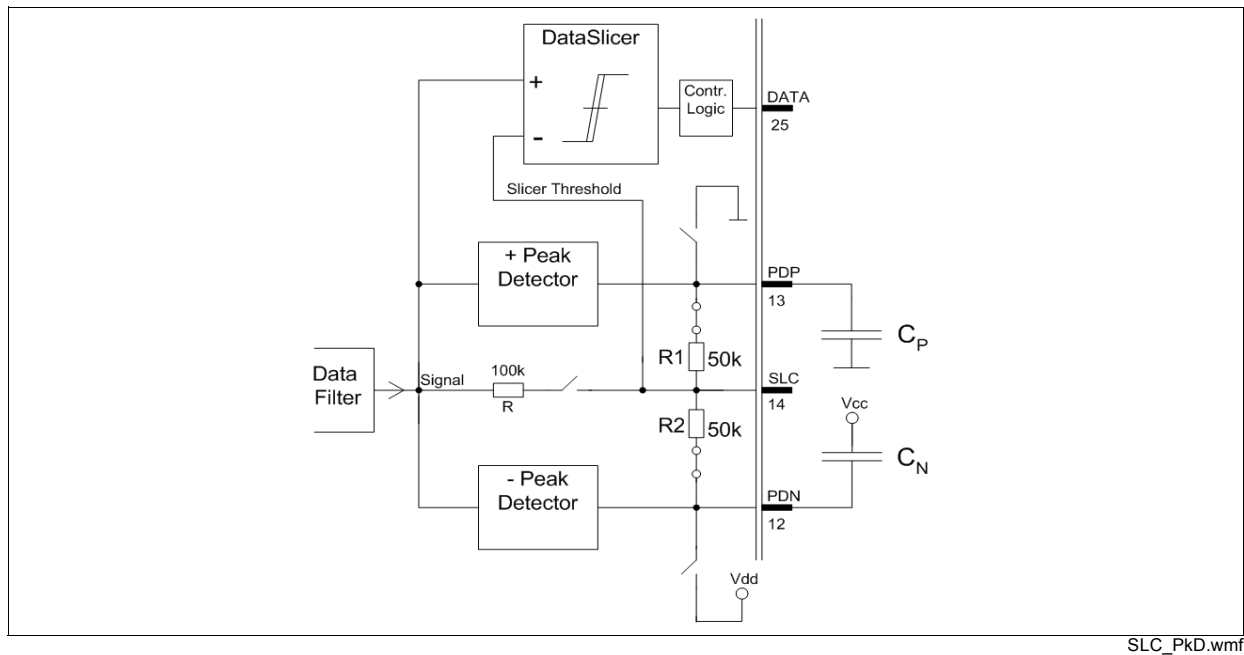 DataSlicer
+
-
Contr.
Logic
DATA
25
Slicer Threshold
+ Peak
Detector
PDP
13
CP
R1
50k
Data
Filter
Signal
100k
R
SLC
14
Vcc
R2
50k
CN
- Peak
Detector
PDN
12
Vdd
SLC_PkD.wmf